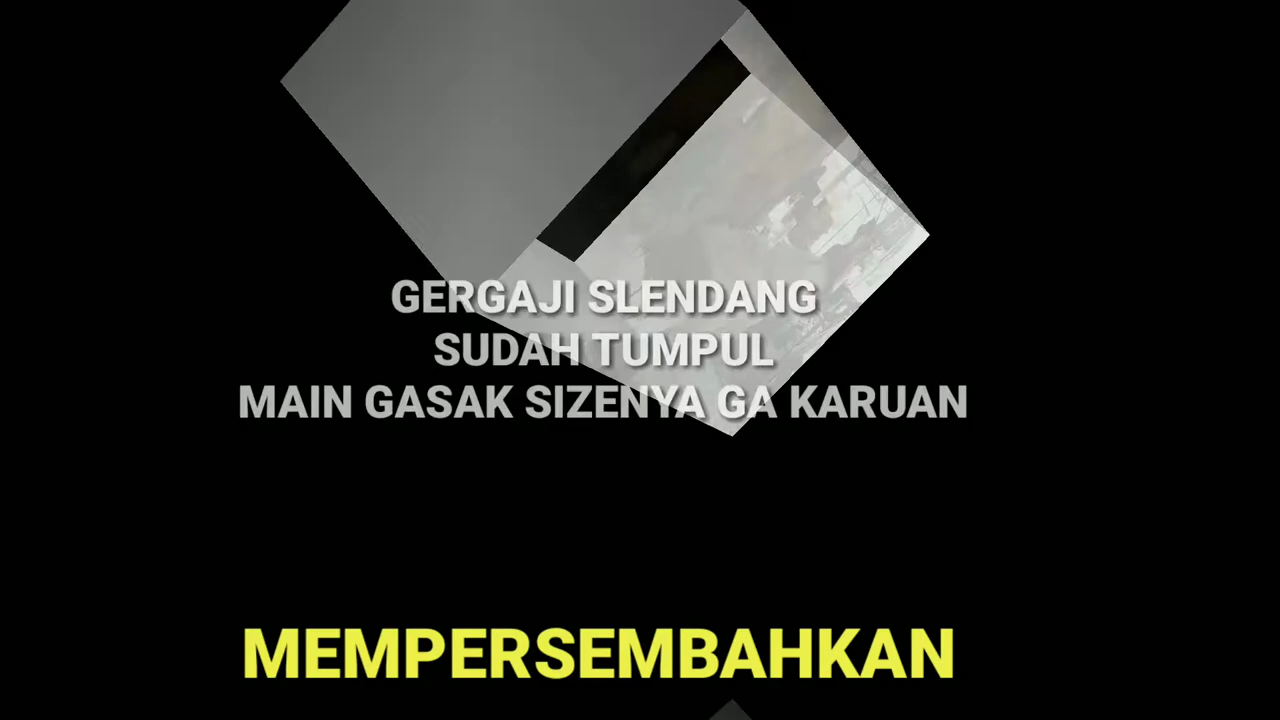 GERGAJI SLENDANG
SUDAH TUMPUL
MAIN GASAK SIZENYA GA KARUAN
MEMPERSEMBAHKAN